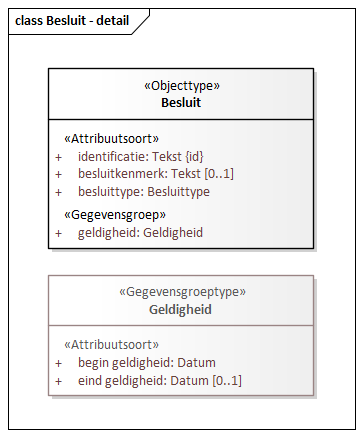 class Besluit - detail
«Objecttype»
Besluit
«Attribuutsoort»
+ identificatie: Tekst {id}
+ besluitkenmerk: Tekst [0..1]
+ besluittype: Besluittype
«Gegevensgroep»
+ geldigheid: Geldigheid
«Gegevensgroeptype»
Geldigheid
«Attribuutsoort»
+ begin geldigheid: Datum
+ eind geldigheid: Datum [0..1]